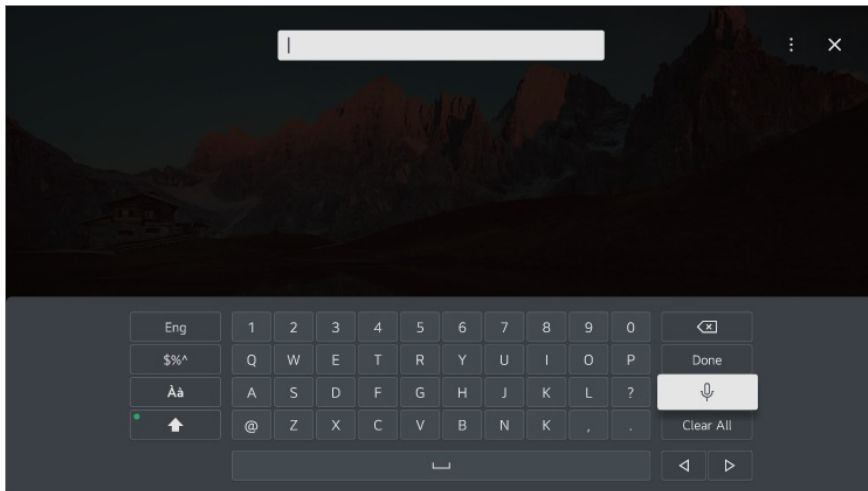 Eng 1 2 3 4 5 6 7 8 9 0
$%^ Q W E T R Y U I O P Done
Àà A S D F G H J K L ?
@ Z X C V B N K , . Clear All